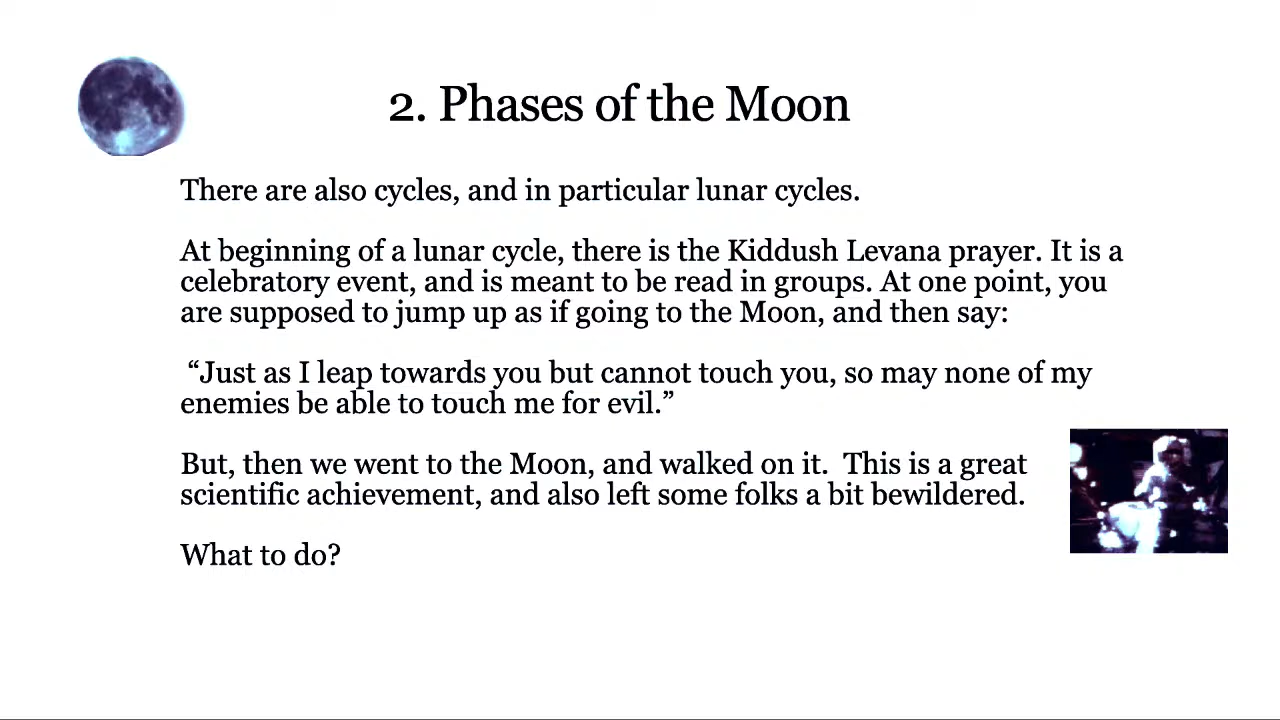 2. Phases of the Moon
There are also cycles, and in particular lunar cycles.
At beginning of a lunar cycle, there is the Kiddush Levana prayer. It is a
celebratory event, and is meant to be read in groups. At one point, you
are supposed to jump up as if going to the Moon, and then say:
“Just as I leap towards you but cannot touch you, so may none of my
enemies be able to touch me for evil.”
But, then we went to the Moon, and walked on it.  This is a great
scientific achievement, and also left some folks a bit bewildered.
What to do?